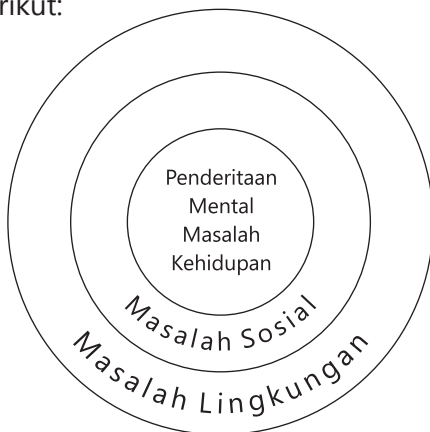 rikut:
Penderitaan
Mental
Masalah
Kehidupan
Masalah Sosial
Masalah Lingkungan